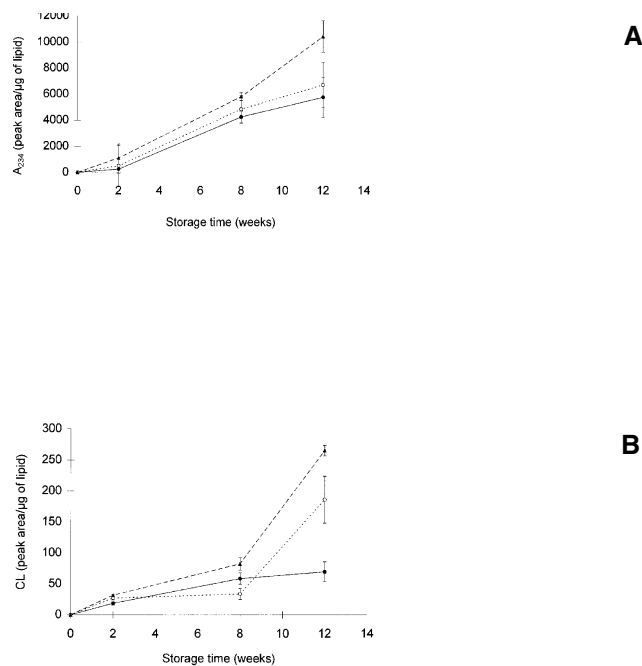 A
A234 (peak area/µg of lipid)
12000
10000
8000
6000
4000
2000
0
0 2 4 6 8 10 12 14
Storage time (weeks)
B
CL (peak area/µg of lipid)
300
250
200
150
100
50
0
0 2 4 6 8 10 12 14
Storage time (weeks)